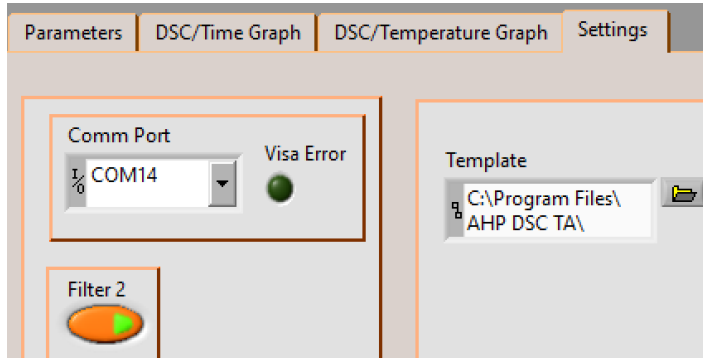 Parameters
DSC/Time Graph
DSC/Temperature Graph
Settings
Comm Port
I/O
COM14
Visa Error
Template
C:\Program Files\
AHP DSC TA\
Filter 2